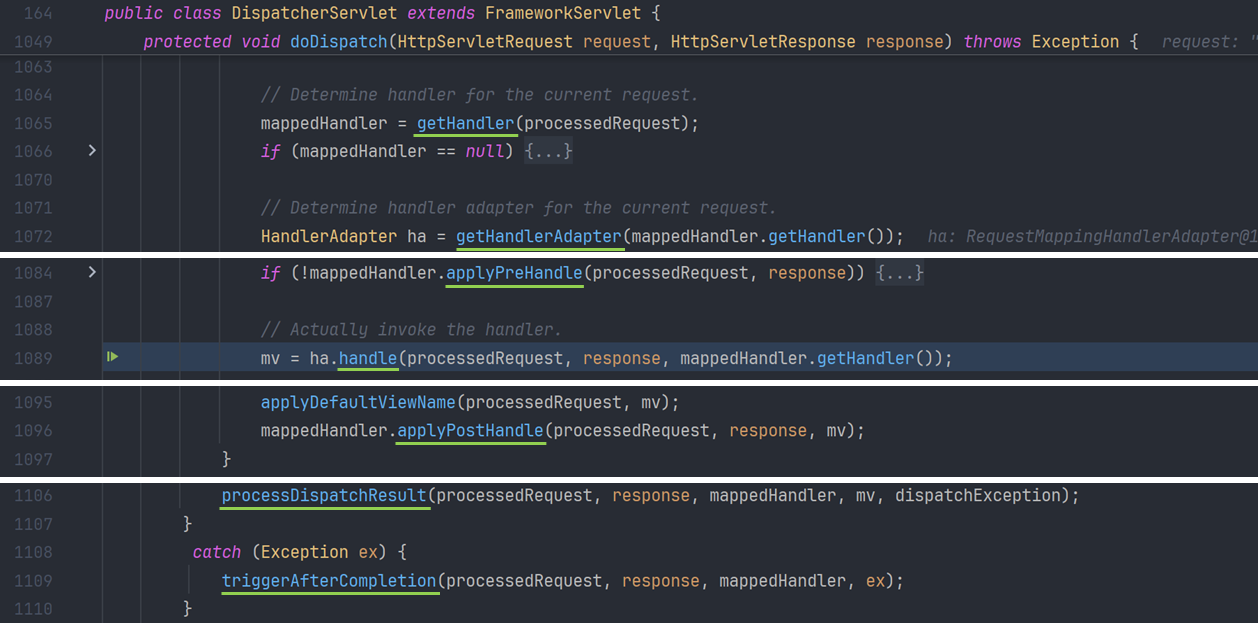 164 public class DispatcherServlet extends FrameworkServlet {
1049 protected void doDispatch(HttpServletRequest request, HttpServletResponse response) throws Exception { request: "
1063
1064 // Determine handler for the current request.
1065 mappedHandler = getHandler(processedRequest);
1066 if (mappedHandler == null) {...}
1070
1071 // Determine handler adapter for the current request.
1072 HandlerAdapter ha = getHandlerAdapter(mappedHandler.getHandler()); ha: RequestMappingHandlerAdapter@1
1084 if (!mappedHandler.applyPreHandle(processedRequest, response)) {...}
1087
1088 // Actually invoke the handler.
1089 mv = ha.handle(processedRequest, response, mappedHandler.getHandler());
1095 applyDefaultViewName(processedRequest, mv);
1096 mappedHandler.applyPostHandle(processedRequest, response, mv);
1097 }
1106 processDispatchResult(processedRequest, response, mappedHandler, mv, dispatchException);
1107 }
1108 catch (Exception ex) {
1109 triggerAfterCompletion(processedRequest, response, mappedHandler, ex);
1110 }